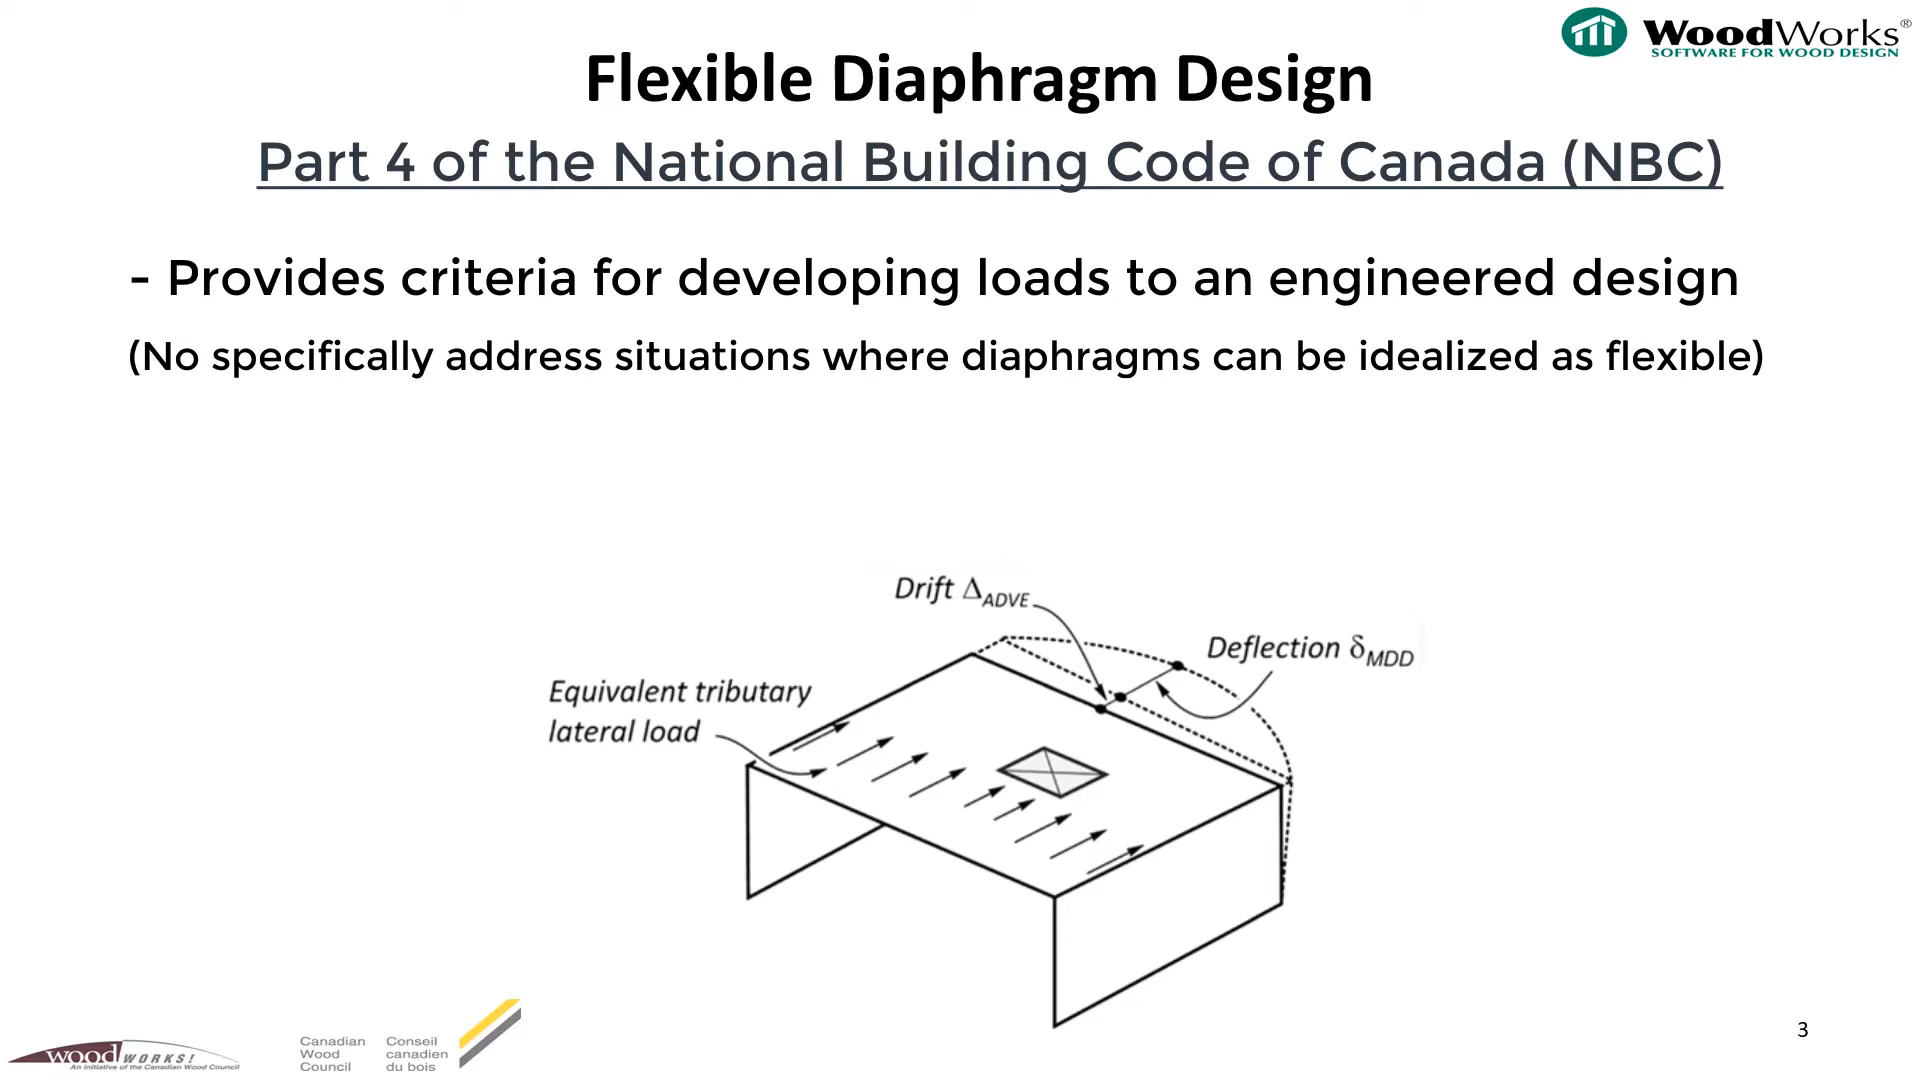 WoodWorks®
SOFTWARE FOR WOOD DESIGN
Flexible Diaphragm Design
Part 4 of the National Building Code of Canada (NBC)
- Provides criteria for developing loads to an engineered design
(No specifically address situations where diaphragms can be idealized as flexible)
Drift Δ_ADVE
Deflection δ_MDD
Equivalent tributary
lateral load
wood WORKS!
An initiative of the Canadian Wood Council
Canadian
Wood
Council
Conseil
canadien
du bois
3